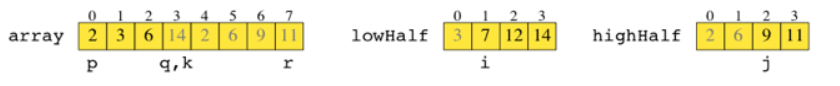 0 1 2 3 4 5 6 7 0 1 2 3 0 1 2 3
array 2 3 6 14 2 6 9 11 lowHalf 3 7 12 14 highHalf 2 6 9 11
p q,k r i j